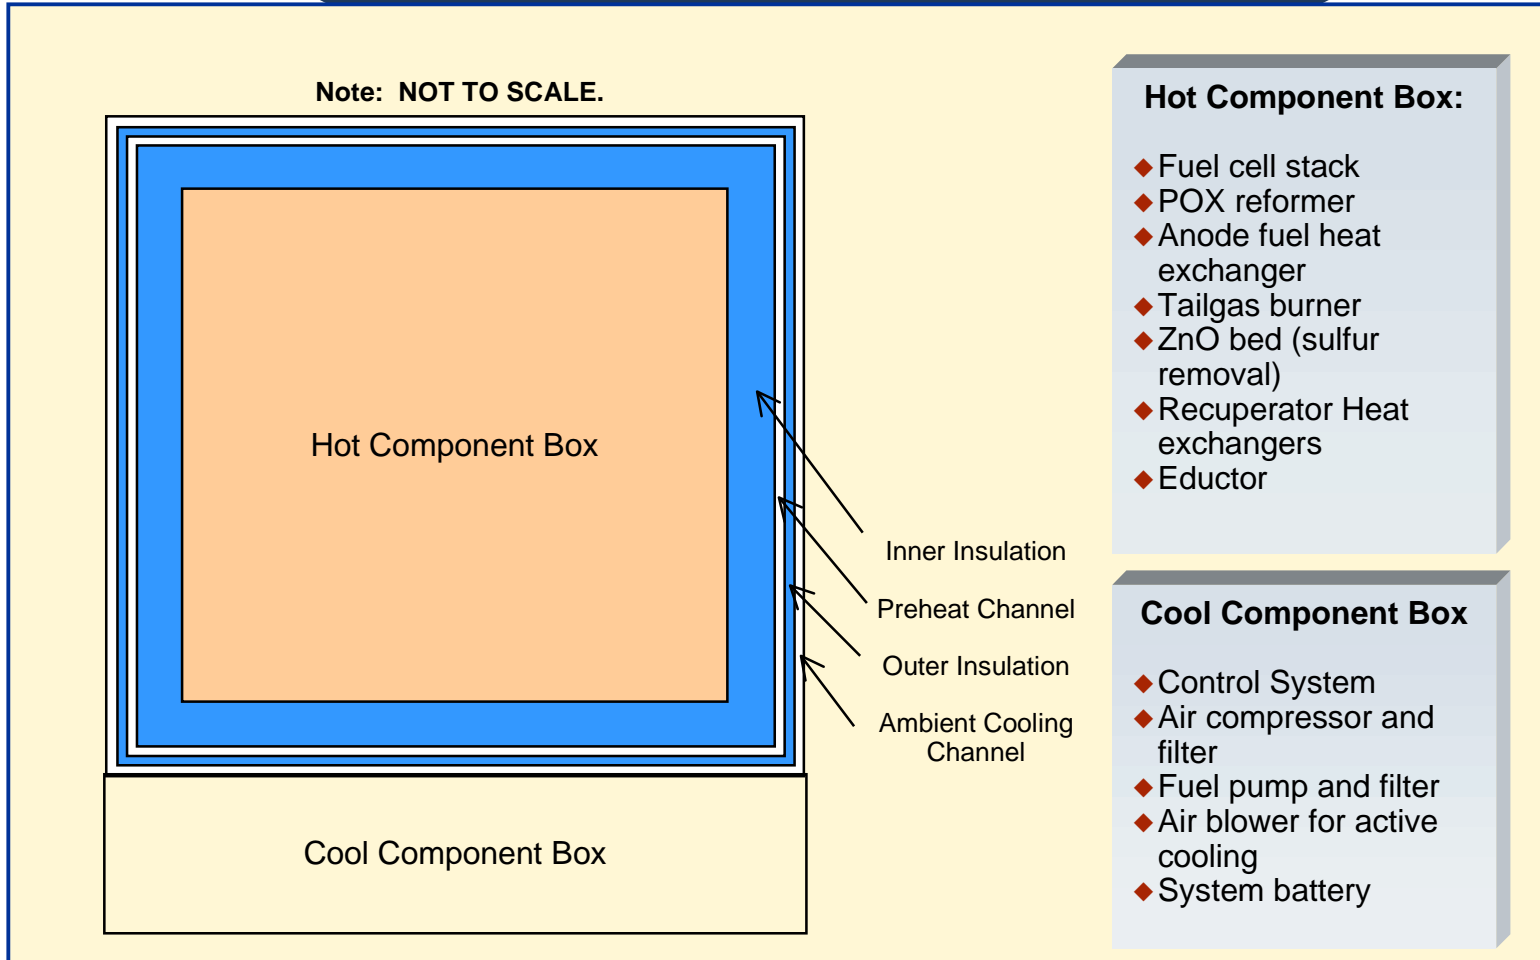 Note:  NOT TO SCALE.
Hot Component Box
Inner Insulation
Preheat Channel
Outer Insulation
Ambient Cooling
Channel
Cool Component Box
Hot Component Box:
◆Fuel cell stack
◆POX reformer
◆Anode fuel heat
exchanger
◆Tailgas burner
◆ZnO bed (sulfur
removal)
◆Recuperator Heat
exchangers
◆Eductor
Cool Component Box
◆Control System
◆Air compressor and
filter
◆Fuel pump and filter
◆Air blower for active
cooling
◆System battery